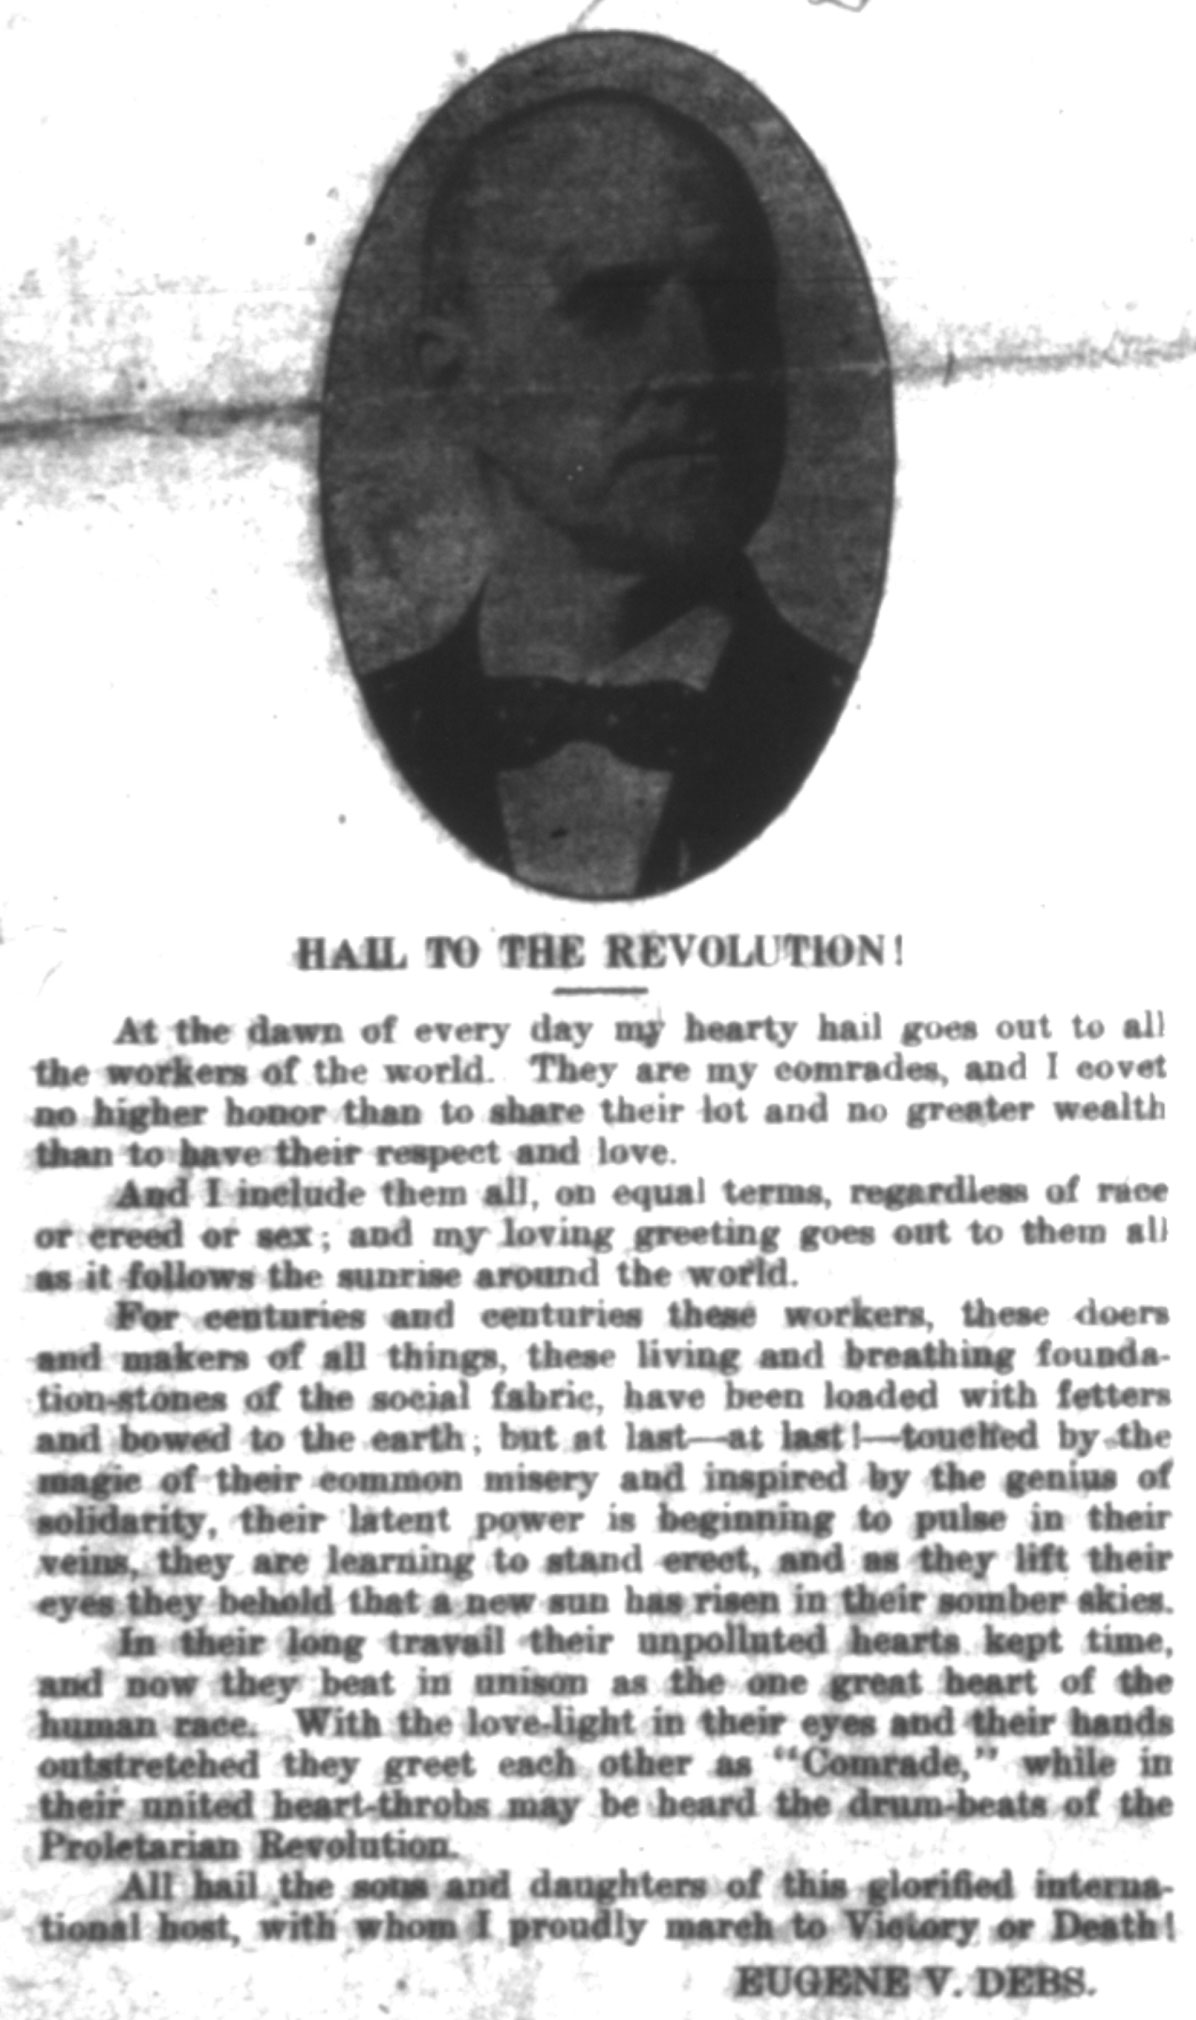 HAIL TO THE REVOLUTION!
At the dawn of every day my hearty hail goes out to all
the workers of the world. They are my comrades, and I covet
no higher honor than to share their lot and no greater wealth
than to have their respect and love.
And I include them all, on equal terms, regardless of race
or creed or sex; and my loving greeting goes out to them all
as it follows the sunrise around the world.
For centuries and centuries these workers, these doers
and makers of all things, these living and breathing founda-
tion-stones of the social fabric, have been loaded with fetters
and bowed to the earth; but at last—at last!—touched by the
magic of their common misery and inspired by the genius of
solidarity, their latent power is beginning to pulse in their
veins, they are learning to stand erect, and as they lift their
eyes they behold that a new sun has risen in their somber skies.
In their long travail their unpolluted hearts kept time,
and now they beat in unison as the one great heart of the
human race. With the love-light in their eyes and their hands
outstretched they greet each other as "Comrade," while in
their united heart-throbs may be heard the drum-beats of the
Proletarian Revolution.
All hail the sons and daughters of this glorified interna-
tional host, with whom I proudly march to Victory or Death!
EUGENE V. DEBS.